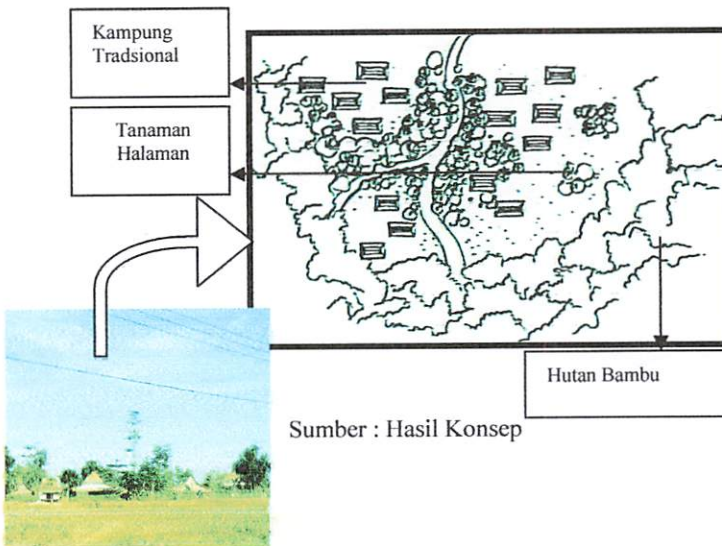 Kampung
Tradsional
Tanaman
Halaman
Hutan Bambu
Sumber : Hasil Konsep